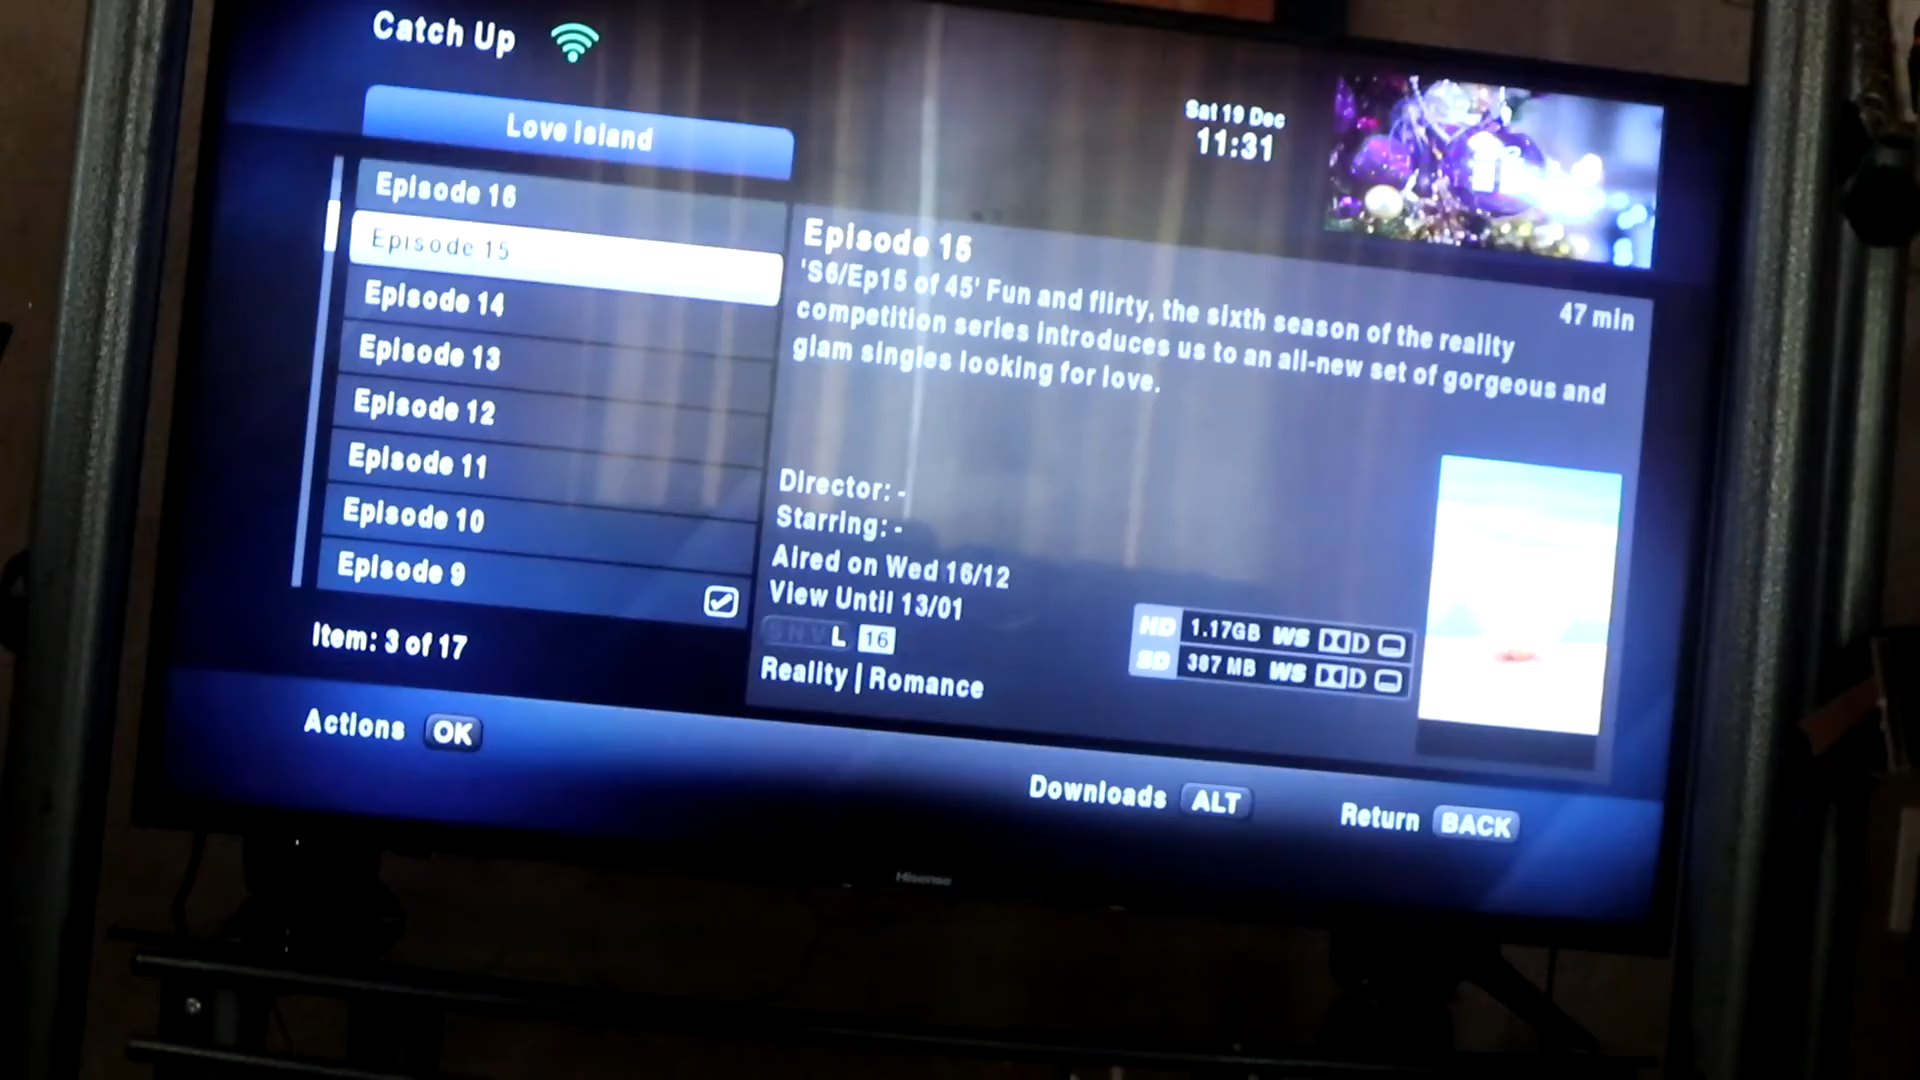 Catch Up
Love Island
Sat 19 Dec
11:31
Episode 16
Episode 15
Episode 14
Episode 13
Episode 12
Episode 11
Episode 10
Episode 9
Item: 3 of 17
Episode 15
47 min
'S6/Ep15 of 45' Fun and flirty, the sixth season of the reality
competition series introduces us to an all-new set of gorgeous and
glam singles looking for love.
Director: -
Starring: -
Aired on Wed 16/12
View Until 13/01
S N V L 16
Reality | Romance
HD 1.17GB WS D
SD 387 MB WS D
Actions OK
Downloads ALT
Return BACK
Hisense